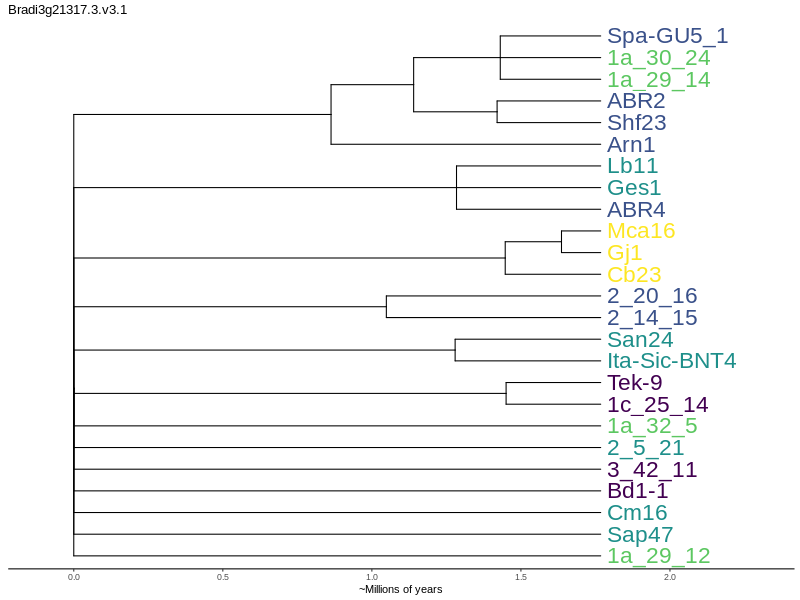 Bradi3g21317.3.v3.1
Spa-GU5_1
1a_30_24
1a_29_14
ABR2
Shf23
Arn1
Lb11
Ges1
ABR4
Mca16
Gj1
Cb23
2_20_16
2_14_15
San24
Ita-Sic-BNT4
Tek-9
1c_25_14
1a_32_5
2_5_21
3_42_11
Bd1-1
Cm16
Sap47
1a_29_12
0.0 0.5 1.0 1.5 2.0
~Millions of years